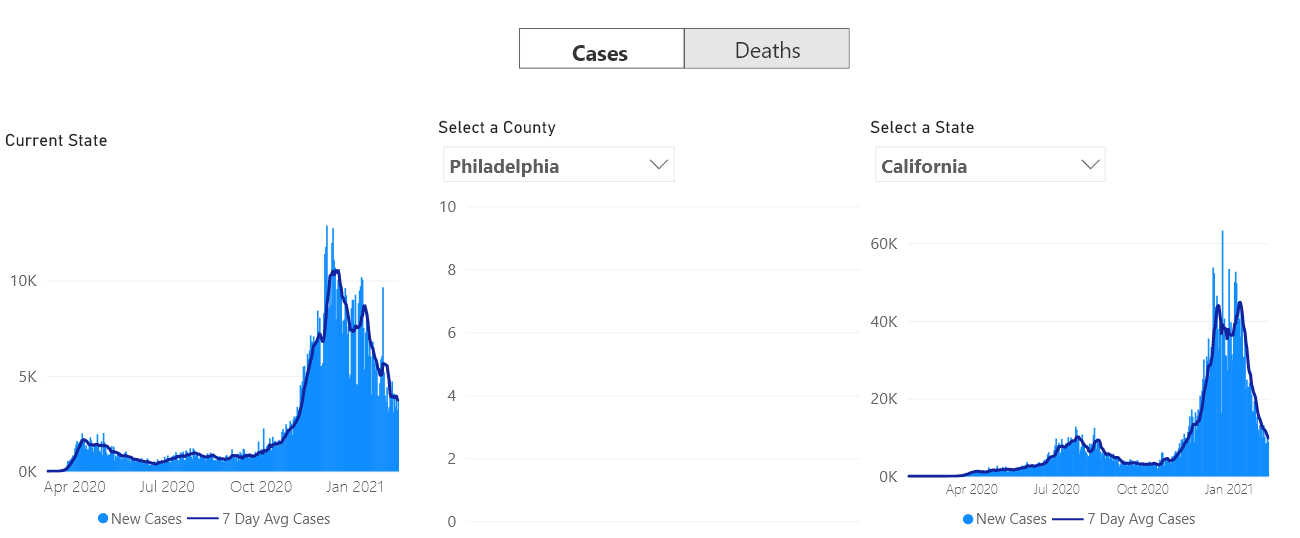 Cases
Deaths
Current State
Select a County
Select a State
Philadelphia
California
10K
5K
0K
Apr 2020
Jul 2020
Oct 2020
Jan 2021
New Cases
7 Day Avg Cases
10
8
6
4
2
0
60K
40K
20K
0K
Apr 2020
Jul 2020
Oct 2020
Jan 2021
New Cases
7 Day Avg Cases